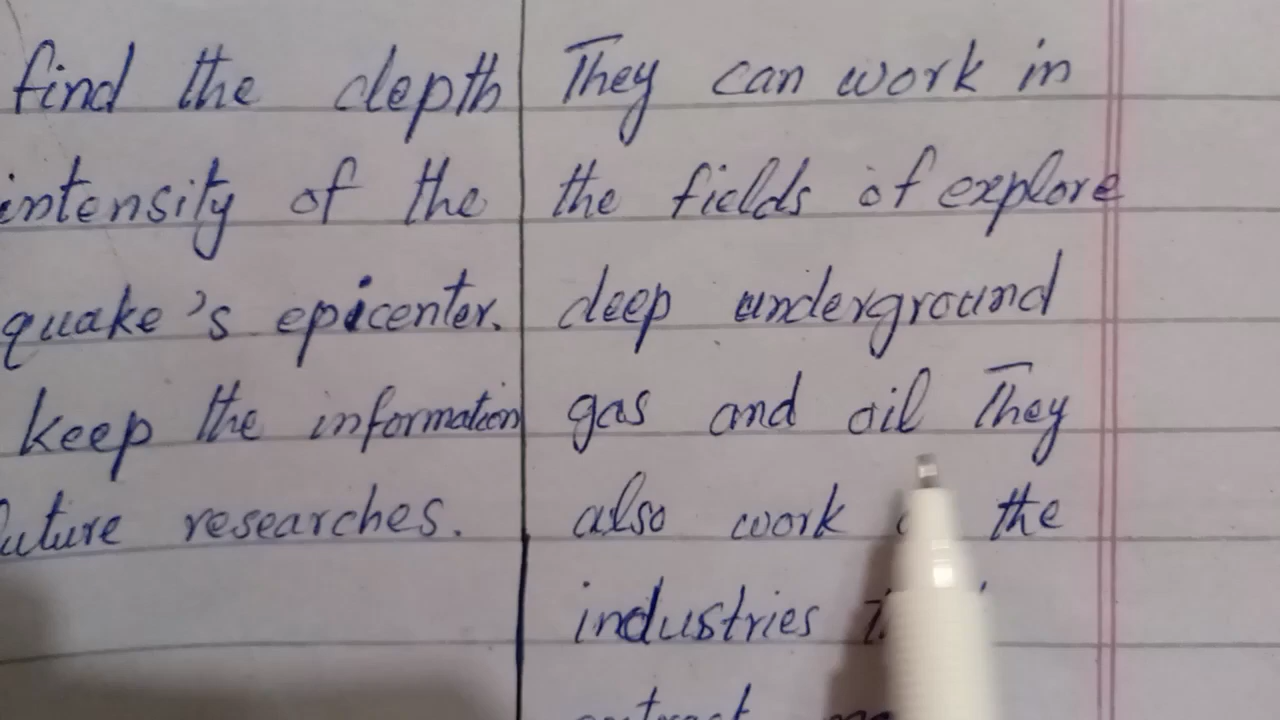 find the depth
intensity of the
quake's epicenter.
keep the information
future researches.
They can work in
the fields of explore
deep underground
gas and oil They
also work the
industries